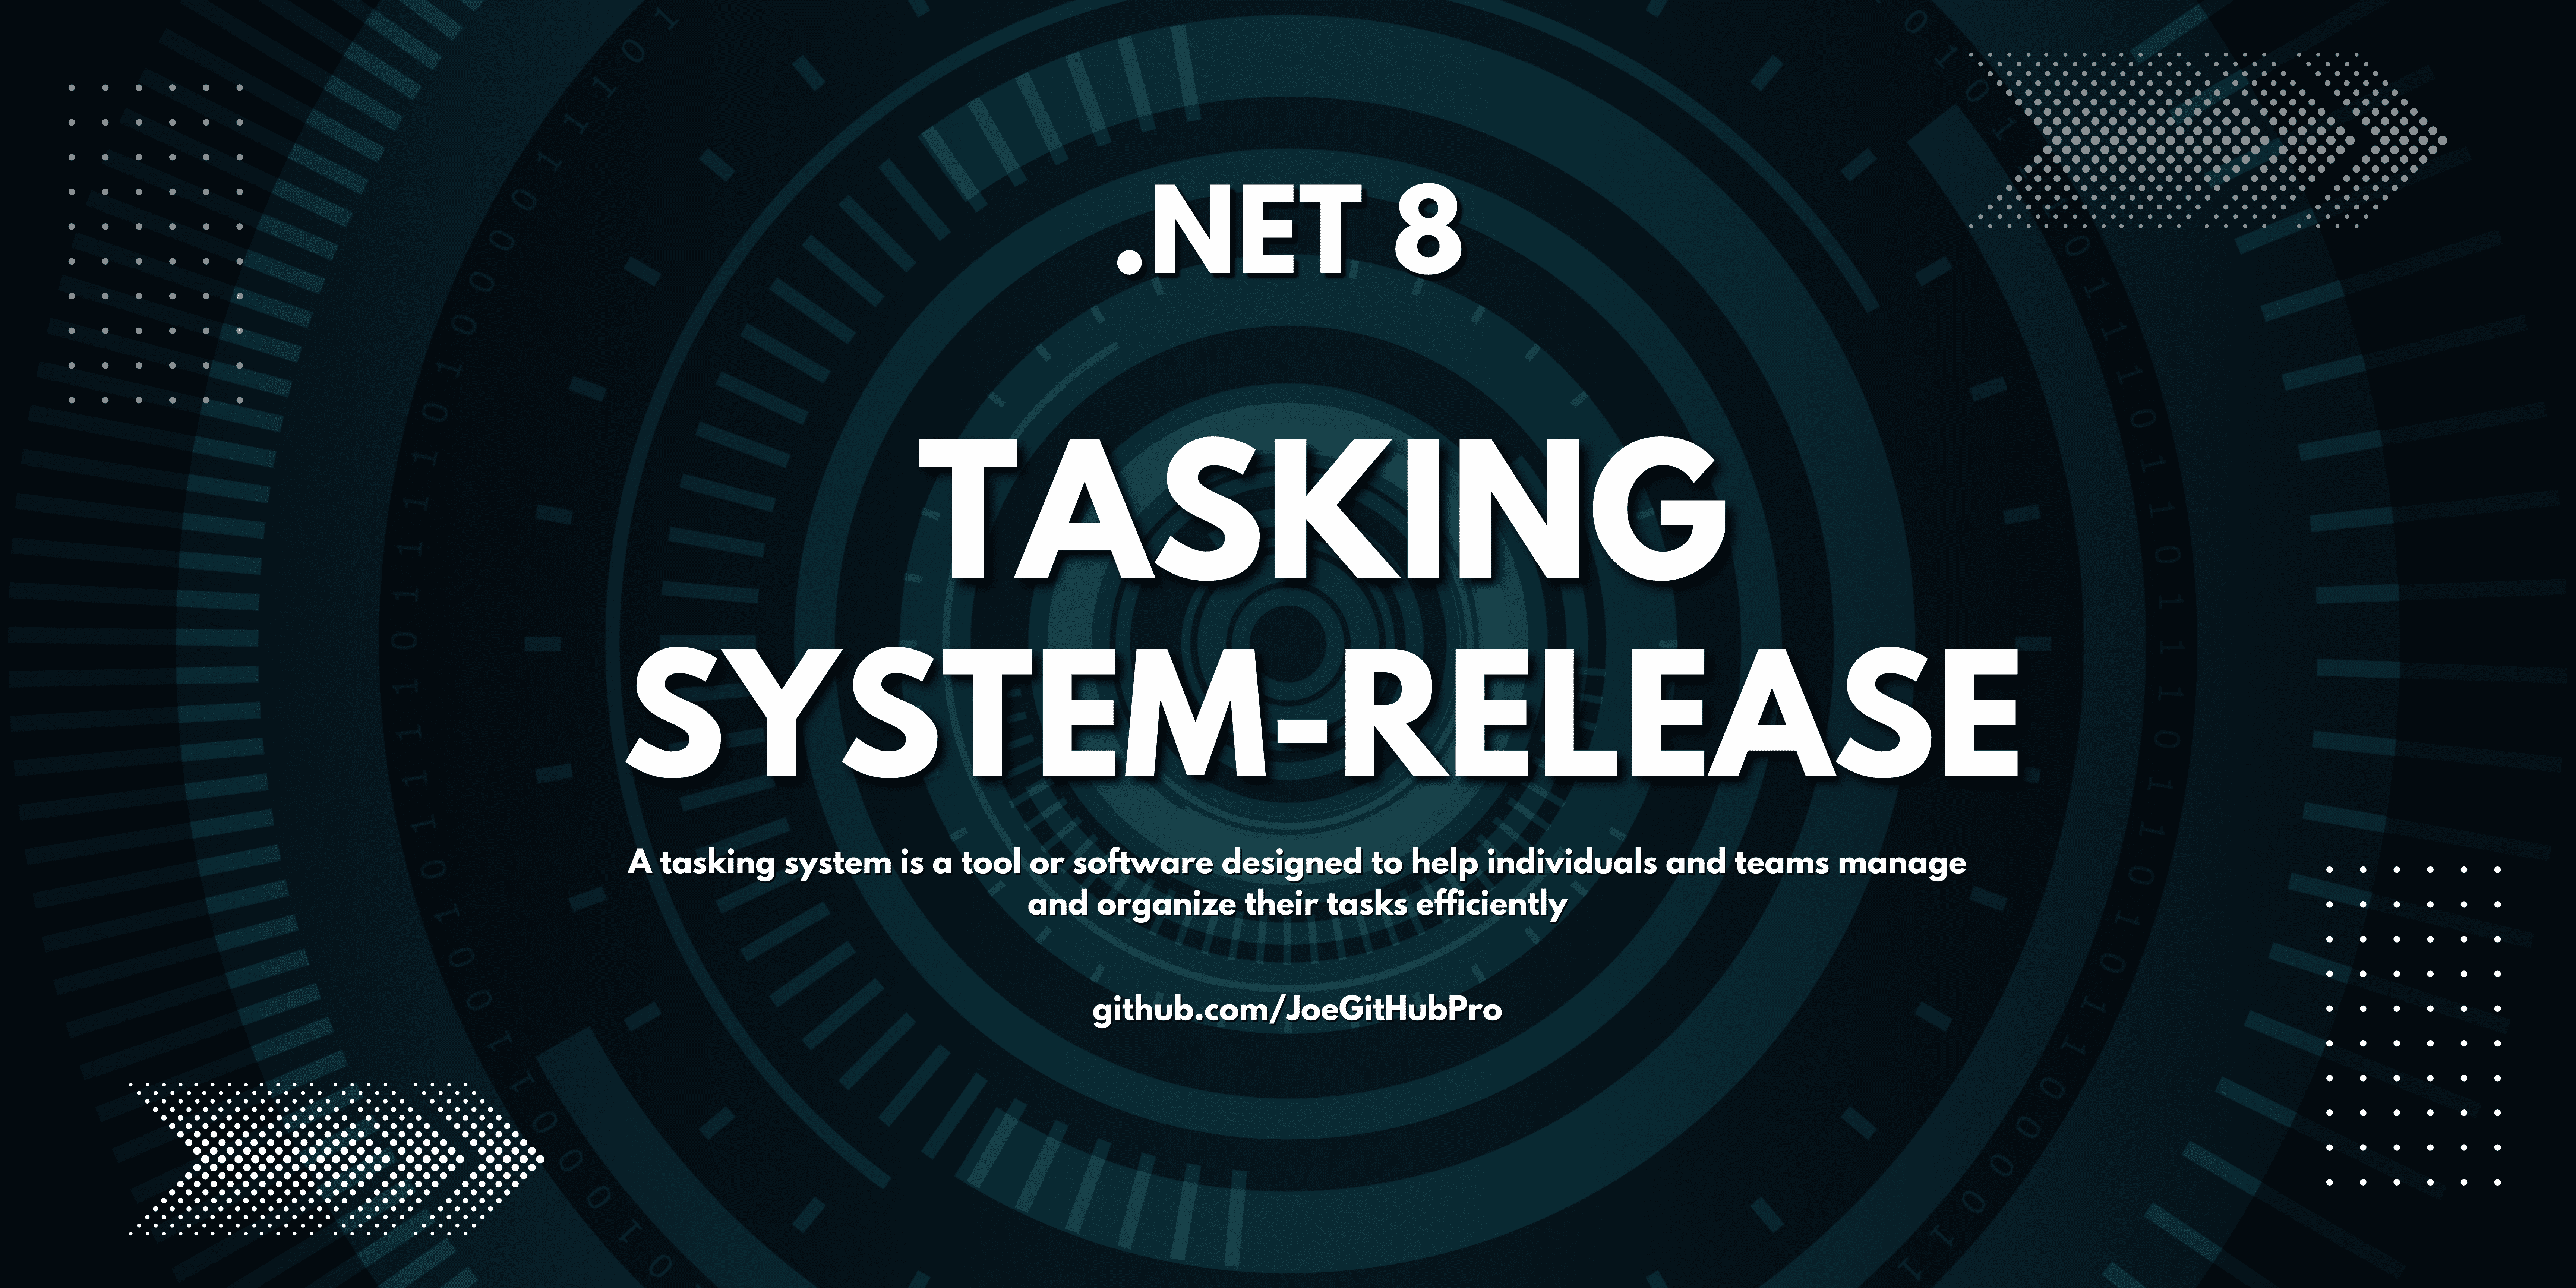 .NET 8
TASKING
SYSTEM-RELEASE
A tasking system is a tool or software designed to help individuals and teams manage
and organize their tasks efficiently
github.com/JoeGitHubPro